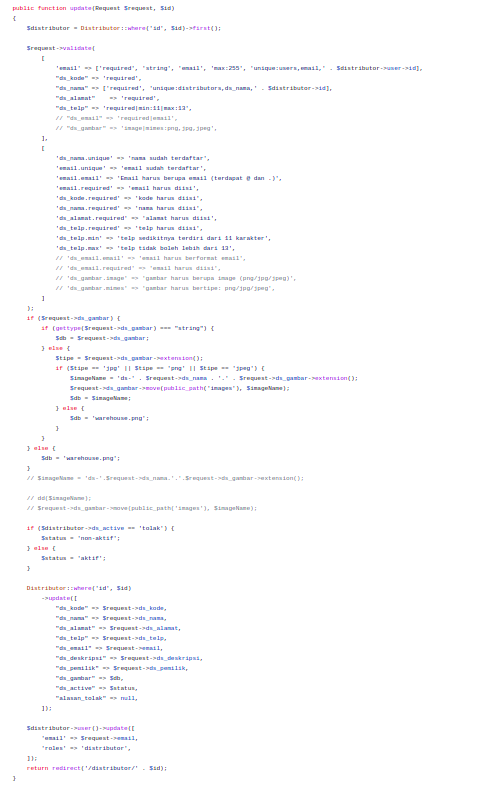 public function update(Request $request, $id)
{
    $distributor = Distributor::where('id', $id)->first();

    $request->validate(
        [
            'email' => ['required', 'string', 'email', 'max:255', 'unique:users,email,' . $distributor->user->id],
            "ds_kode" => 'required',
            "ds_nama" => ['required', 'unique:distributors,ds_nama,' . $distributor->id],
            "ds_alamat"    => 'required',
            "ds_telp" => 'required|min:11|max:13',
            // "ds_email" => 'required|email',
            // "ds_gambar" => 'image|mimes:png,jpg,jpeg',
        ],
        [
            'ds_nama.unique' => 'nama sudah terdaftar',
            'email.unique' => 'email sudah terdaftar',
            'email.email' => 'Email harus berupa email (terdapat @ dan .)',
            'email.required' => 'email harus diisi',
            'ds_kode.required' => 'kode harus diisi',
            'ds_nama.required' => 'nama harus diisi',
            'ds_alamat.required' => 'alamat harus diisi',
            'ds_telp.required' => 'telp harus diisi',
            'ds_telp.min' => 'telp sedikitnya terdiri dari 11 karakter',
            'ds_telp.max' => 'telp tidak boleh lebih dari 13',
            // 'ds_email.email' => 'email harus berformat email',
            // 'ds_email.required' => 'email harus diisi',
            // 'ds_gambar.image' => 'gambar harus berupa image (png/jpg/jpeg)',
            // 'ds_gambar.mimes' => 'gambar harus bertipe: png/jpg/jpeg',
        ]
    );
    if ($request->ds_gambar) {
        if (gettype($request->ds_gambar) === "string") {
            $db = $request->ds_gambar;
        } else {
            $tipe = $request->ds_gambar->extension();
            if ($tipe == 'jpg' || $tipe == 'png' || $tipe == 'jpeg') {
                $imageName = 'ds-' . $request->ds_nama . '.' . $request->ds_gambar->extension();
                $request->ds_gambar->move(public_path('images'), $imageName);
                $db = $imageName;
            } else {
                $db = 'warehouse.png';
            }
        }
    } else {
        $db = 'warehouse.png';
    }
    // $imageName = 'ds-'.$request->ds_nama.'.'.$request->ds_gambar->extension();

    // dd($imageName);
    // $request->ds_gambar->move(public_path('images'), $imageName);

    if ($distributor->ds_active == 'tolak') {
        $status = 'non-aktif';
    } else {
        $status = 'aktif';
    }

    Distributor::where('id', $id)
        ->update([
            "ds_kode" => $request->ds_kode,
            "ds_nama" => $request->ds_nama,
            "ds_alamat" => $request->ds_alamat,
            "ds_telp" => $request->ds_telp,
            "ds_email" => $request->email,
            "ds_deskripsi" => $request->ds_deskripsi,
            "ds_pemilik" => $request->ds_pemilik,
            "ds_gambar" => $db,
            "ds_active" => $status,
            "alasan_tolak" => null,
        ]);

    $distributor->user()->update([
        'email' => $request->email,
        'roles' => 'distributor',
    ]);
    return redirect('/distributor/' . $id);
}